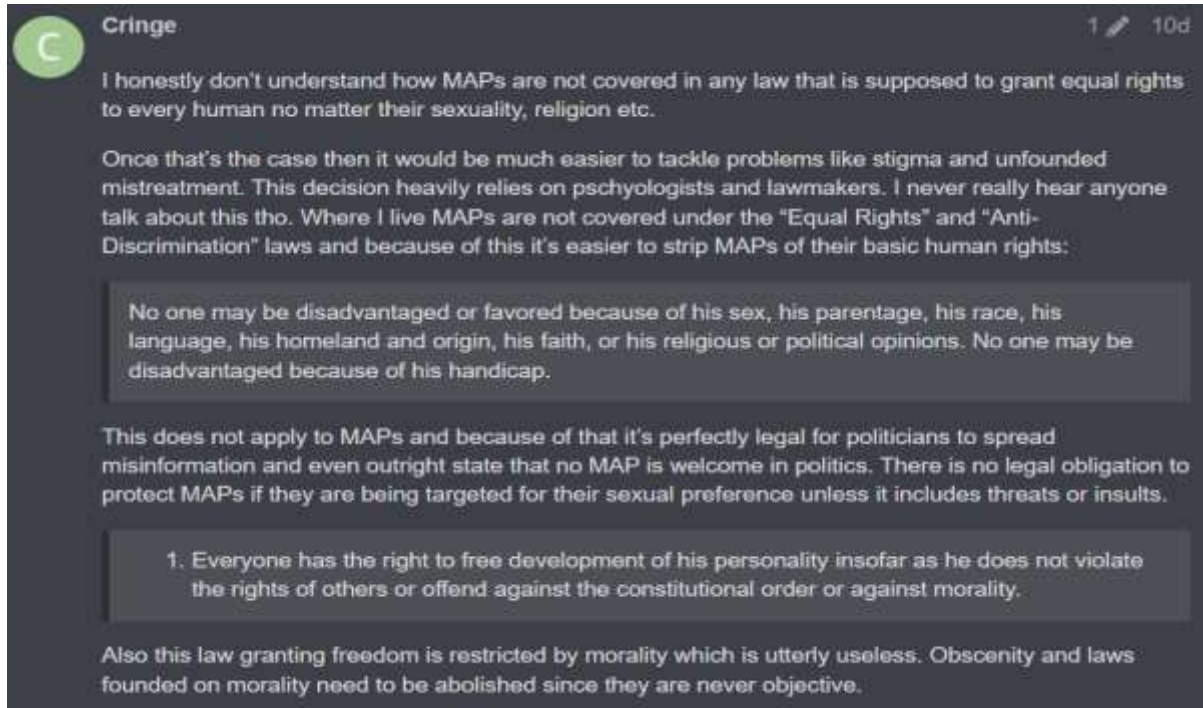 C
Cringe
1 10d
I honestly don't understand how MAPs are not covered in any law that is supposed to grant equal rights
to every human no matter their sexuality, religion etc.
Once that's the case then it would be much easier to tackle problems like stigma and unfounded
mistreatment. This decision heavily relies on pschyologists and lawmakers. I never really hear anyone
talk about this tho. Where I live MAPs are not covered under the “Equal Rights” and “Anti-
Discrimination” laws and because of this it's easier to strip MAPs of their basic human rights:
No one may be disadvantaged or favored because of his sex, his parentage, his race, his
language, his homeland and origin, his faith, or his religious or political opinions. No one may be
disadvantaged because of his handicap.
This does not apply to MAPs and because of that it's perfectly legal for politicians to spread
misinformation and even outright state that no MAP is welcome in politics. There is no legal obligation to
protect MAPs if they are being targeted for their sexual preference unless it includes threats or insults.
1. Everyone has the right to free development of his personality insofar as he does not violate
the rights of others or offend against the constitutional order or against morality.
Also this law granting freedom is restricted by morality which is utterly useless. Obscenity and laws
founded on morality need to be abolished since they are never objective.